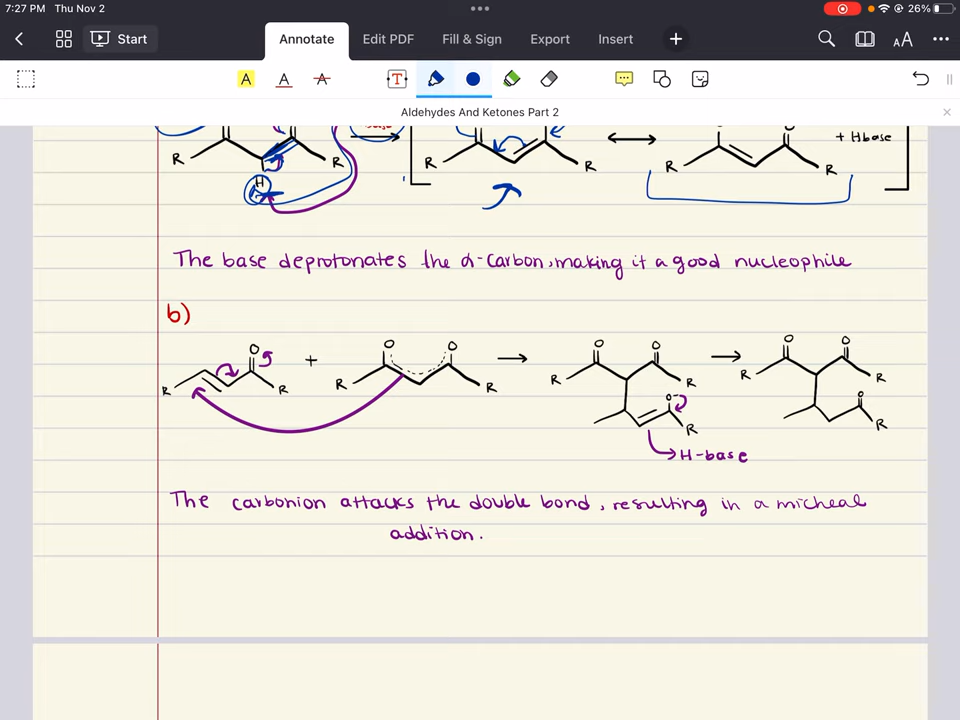 7:27 PM Thu Nov 2
26%
Start
Annotate
Edit PDF
Fill & Sign
Export
Insert
AA
A
A
A
T
Aldehydes And Ketones Part 2
R
R
R
R
R
R
+ Hbase
H
The base deprotonates the α-carbon, making it a good nucleophile
b)
O
R
R
+
O
O
R
R
O
O
R
R
O-
R
H-base
O
O
R
R
O
R
The carbonion attacks the double bond, resulting in a micheal
addition.